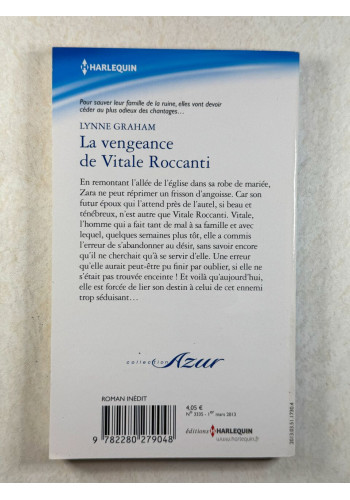 HARLEQUIN
Pour sauver leur famille de la ruine, elles vont devoir
céder au plus odieux des chantages…
LYNNE GRAHAM
La vengeance
de Vitale Roccanti
En remontant l'allée de l'église dans sa robe de mariée,
Zara ne peut réprimer un frisson d'angoisse. Car son
futur époux qui l'attend près de l'autel, si beau et
ténébreux, n'est autre que Vitale Roccanti. Vitale,
l'homme qui a fait tant de mal à sa famille et avec
lequel, quelques semaines plus tôt, elle a commis
l'erreur de s'abandonner au désir, sans savoir encore
qu'il ne cherchait qu'à se servir d'elle. Une erreur
qu'elle aurait peut-être pu finir par oublier, si elle ne
s'était pas trouvée enceinte ! Et voilà qu'aujourd'hui,
elle est forcée de lier son destin à celui de cet ennemi
trop séduisant…
collection Azur
ROMAN INÉDIT
4,05 €
N° 3335 - 1er mars 2013
éditions HARLEQUIN
www.harlequin.fr
9 782280 279048